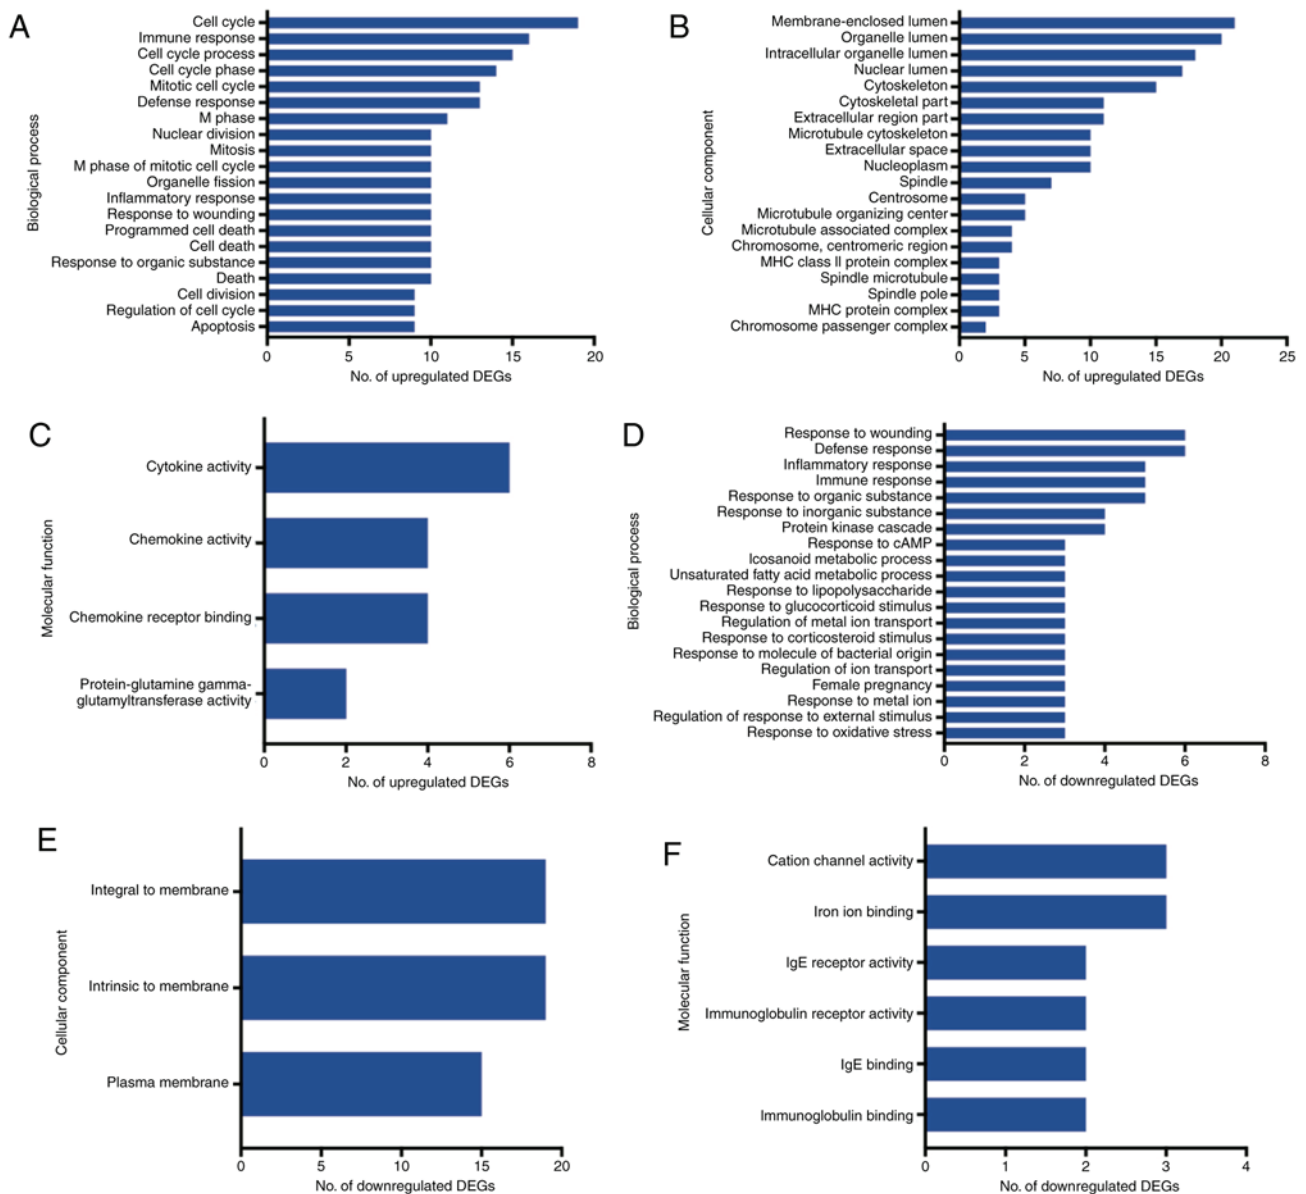 A
Biological process
Cell cycle
Immune response
Cell cycle process
Cell cycle phase
Mitotic cell cycle
Defense response
M phase
Nuclear division
Mitosis
M phase of mitotic cell cycle
Organelle fission
Inflammatory response
Response to wounding
Programmed cell death
Cell death
Response to organic substance
Death
Cell division
Regulation of cell cycle
Apoptosis
0 5 10 15 20
No. of upregulated DEGs
B
Cellular component
Membrane-enclosed lumen
Organelle lumen
Intracellular organelle lumen
Nuclear lumen
Cytoskeleton
Cytoskeletal part
Extracellular region part
Microtubule cytoskeleton
Extracellular space
Nucleoplasm
Spindle
Centrosome
Microtubule organizing center
Microtubule associated complex
Chromosome, centromeric region
MHC class II protein complex
Spindle microtubule
Spindle pole
MHC protein complex
Chromosome passenger complex
0 5 10 15 20 25
No. of upregulated DEGs
C
Molecular function
Cytokine activity
Chemokine activity
Chemokine receptor binding
Protein-glutamine gamma-
glutamyltransferase activity
0 2 4 6 8
No. of upregulated DEGs
D
Biological process
Response to wounding
Defense response
Inflammatory response
Immune response
Response to organic substance
Response to inorganic substance
Protein kinase cascade
Response to cAMP
Icosanoid metabolic process
Unsaturated fatty acid metabolic process
Response to lipopolysaccharide
Response to glucocorticoid stimulus
Regulation of metal ion transport
Response to corticosteroid stimulus
Response to molecule of bacterial origin
Regulation of ion transport
Female pregnancy
Response to metal ion
Regulation of response to external stimulus
Response to oxidative stress
0 2 4 6 8
No. of downregulated DEGs
E
Cellular component
Integral to membrane
Intrinsic to membrane
Plasma membrane
0 5 10 15 20
No. of downregulated DEGs
F
Molecular function
Cation channel activity
Iron ion binding
IgE receptor activity
Immunoglobulin receptor activity
IgE binding
Immunoglobulin binding
0 1 2 3 4
No. of downregulated DEGs